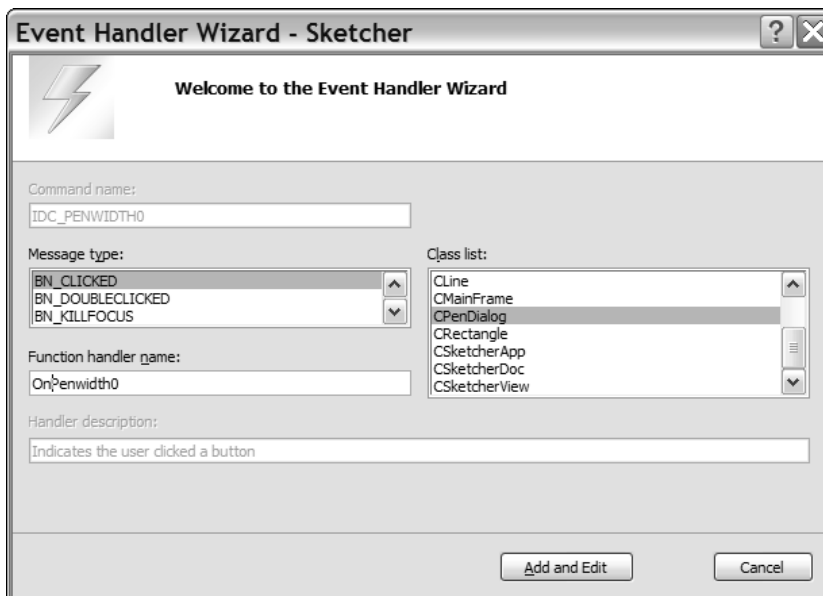 Event Handler Wizard - Sketcher
Welcome to the Event Handler Wizard
Command name:
IDC_PENWIDTH0
Message type:
BN_CLICKED
BN_DOUBLECLICKED
BN_KILLFOCUS
Class list:
CLine
CMainFrame
CPenDialog
CRectangle
CSketcherApp
CSketcherDoc
CSketcherView
Function handler name:
OnPenwidth0
Handler description:
Indicates the user clicked a button
Add and Edit
Cancel